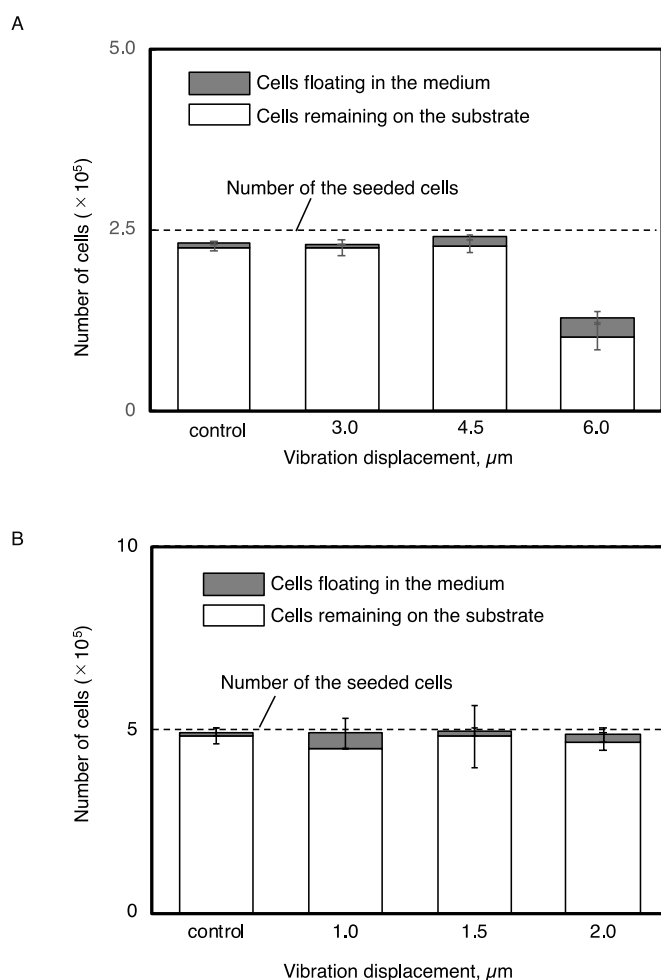 A
5.0
Cells floating in the medium
Cells remaining on the substrate
Number of the seeded cells
2.5
Number of cells (×10⁵)
0
control 3.0 4.5 6.0
Vibration displacement, μm
B
10
Cells floating in the medium
Cells remaining on the substrate
Number of the seeded cells
5
Number of cells (×10⁵)
0
control 1.0 1.5 2.0
Vibration displacement, μm